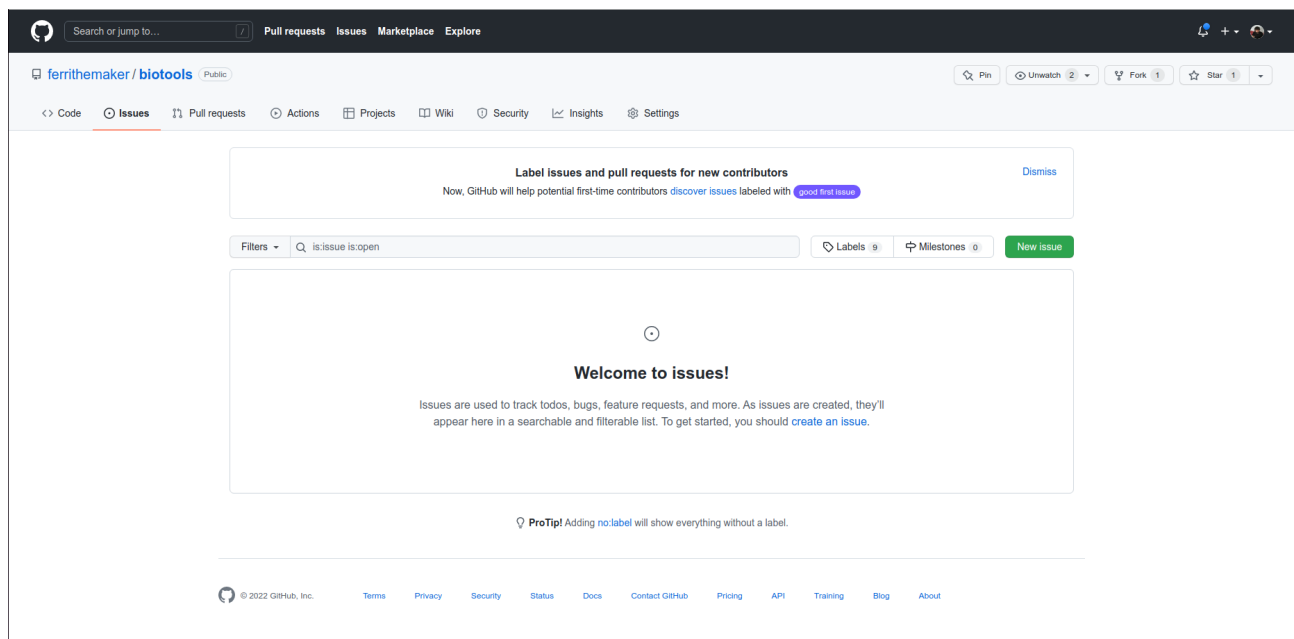 Search or jump to... / Pull requests Issues Marketplace Explore
ferrithemaker / biotools Public Pin Unwatch 2 Fork 1 Star 1
<> Code Issues Pull requests Actions Projects Wiki Security Insights Settings
Label issues and pull requests for new contributors Dismiss
Now, GitHub will help potential first-time contributors discover issues labeled with good first issue
Filters is:issue is:open Labels 9 Milestones 0 New issue
Welcome to issues!
Issues are used to track todos, bugs, feature requests, and more. As issues are created, they'll
appear here in a searchable and filterable list. To get started, you should create an issue.
ProTip! Adding no:label will show everything without a label.
© 2022 GitHub, Inc. Terms Privacy Security Status Docs Contact GitHub Pricing API Training Blog About